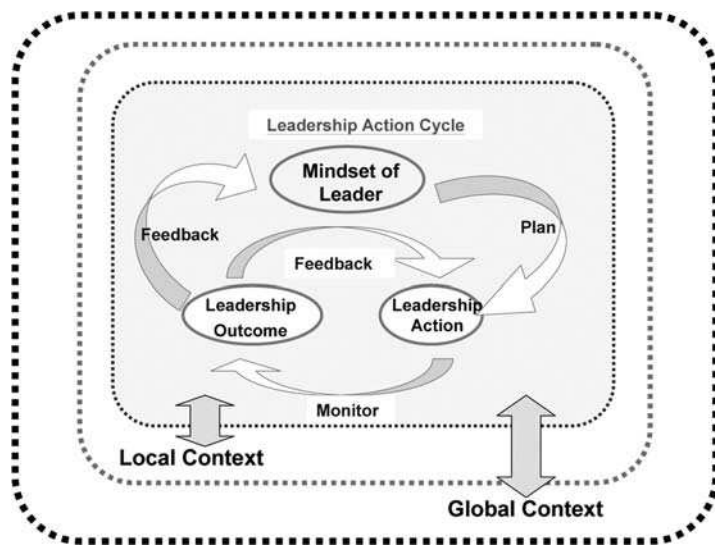 Leadership Action Cycle
Mindset of
Leader
Feedback
Plan
Feedback
Leadership
Outcome
Leadership
Action
Monitor
Local Context
Global Context